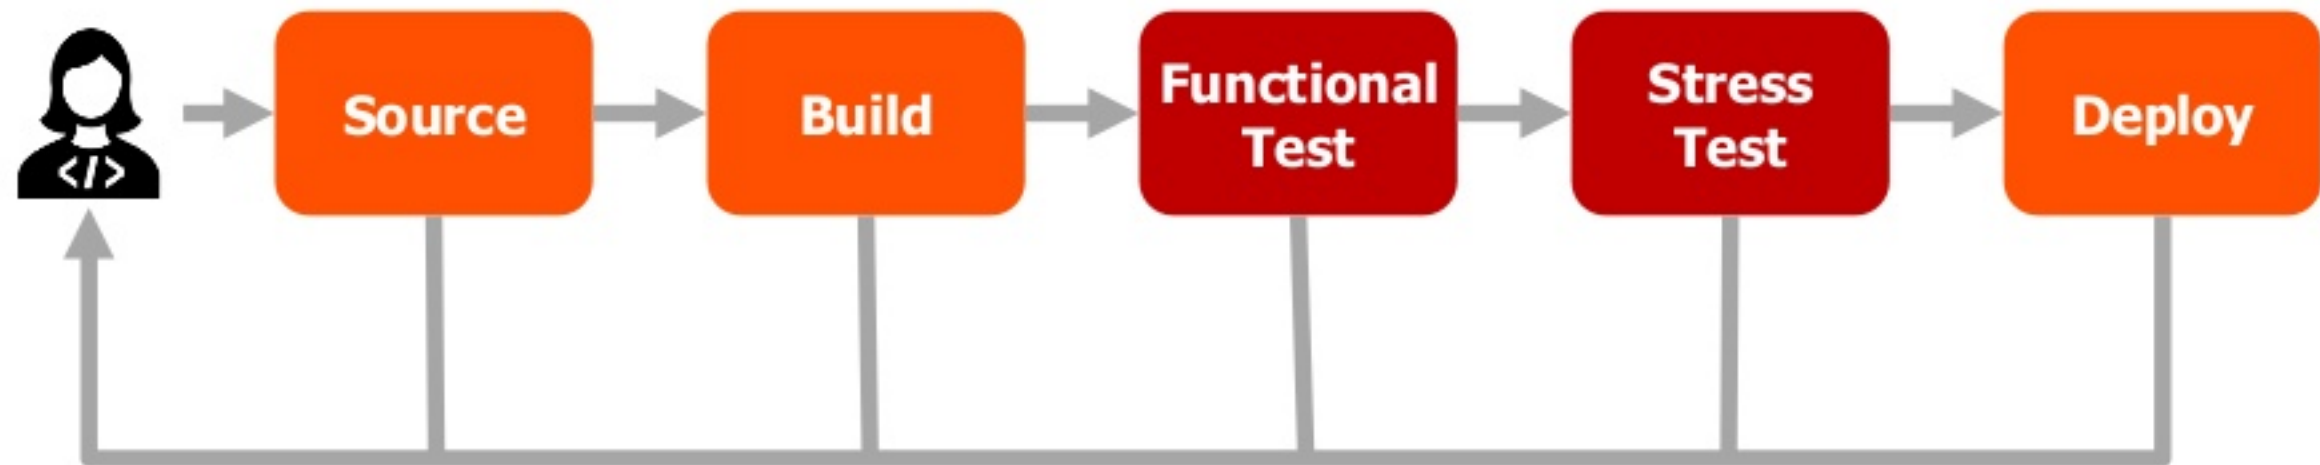 </>
Source
Build
Functional
Test
Stress
Test
Deploy